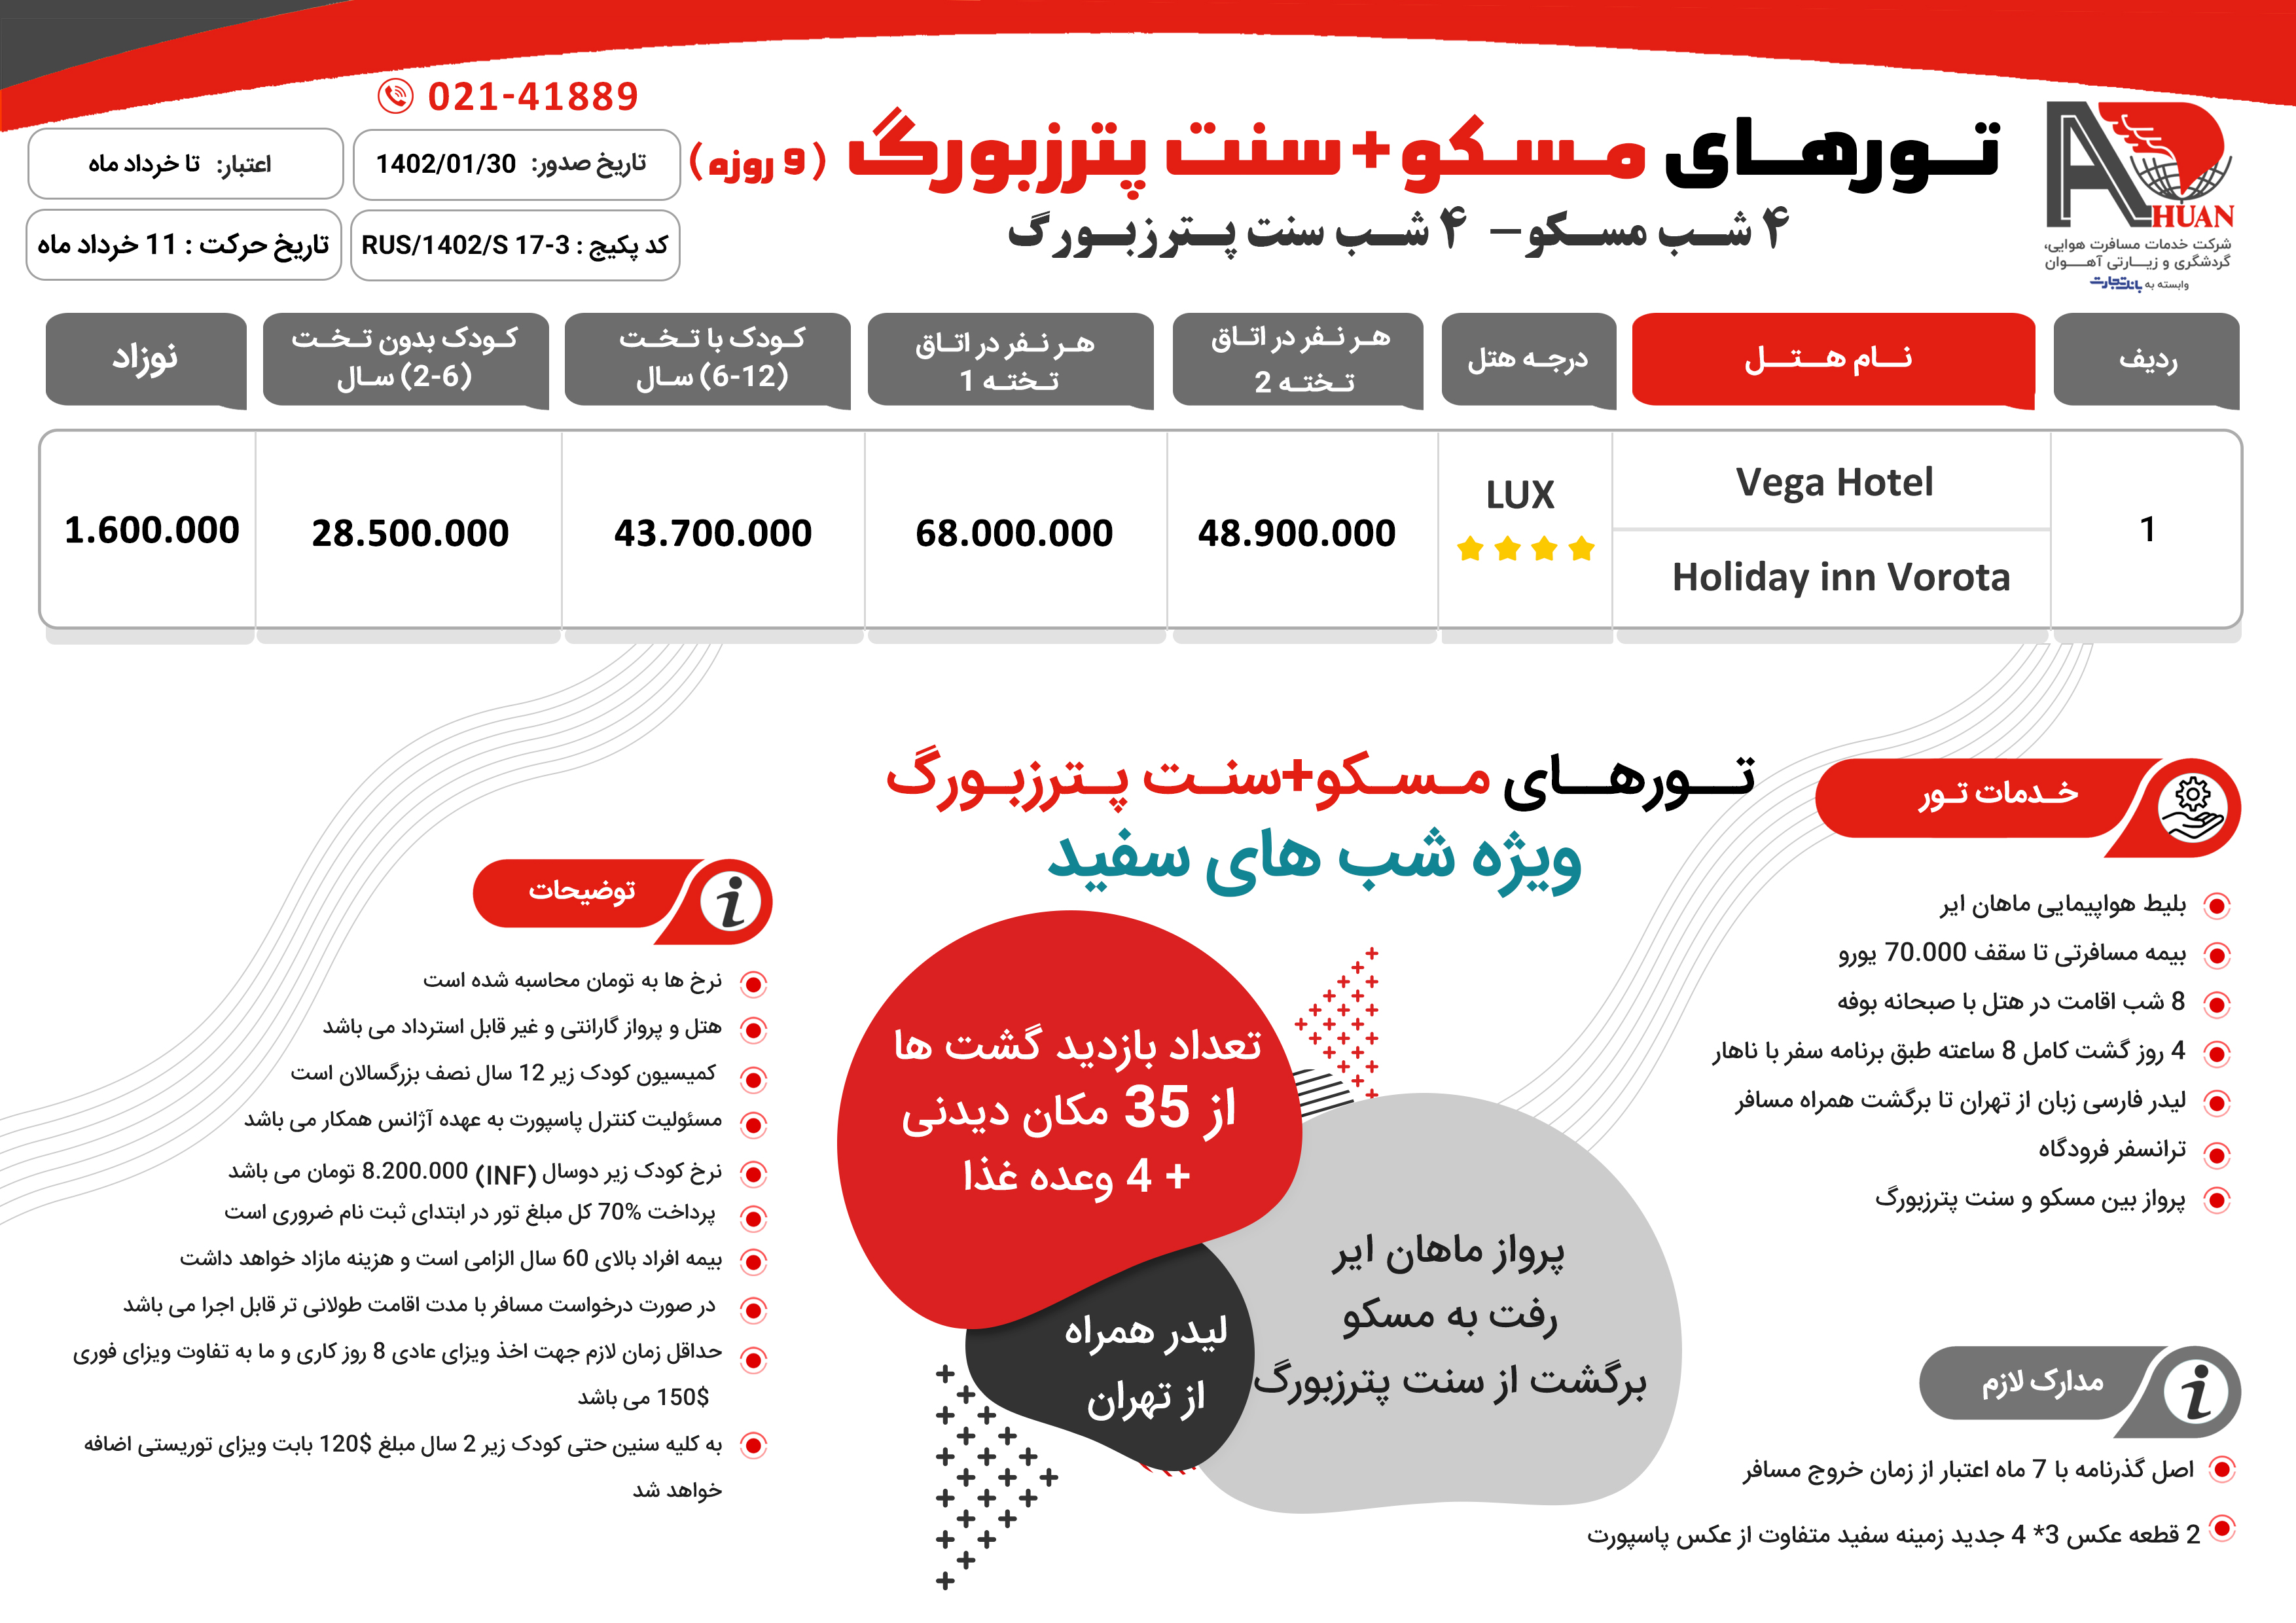 021-41889
تورهای مسکو+سنت پترزبورگ (9 روزه)
۴ شب مسکو – ۴ شب سنت پترزبورگ
تاریخ صدور: 1402/01/30
اعتبار: تا خرداد ماه
کد پکیج : RUS/1402/S 17-3
تاریخ حرکت : 11 خرداد ماه
AHUAN
شرکت خدمات مسافرت هوایی،
گردشگری و زیارتی آهوان
وابسته به بانک تجارت
ردیف
نام هتل
درجه هتل
هر نفر در اتاق
2 تخته
هر نفر در اتاق
1 تخته
کودک با تخت
(6-12) سال
کودک بدون تخت
(2-6) سال
نوزاد
1
Vega Hotel
Holiday inn Vorota
LUX
48.900.000
68.000.000
43.700.000
28.500.000
1.600.000
تورهای مسکو+سنت پترزبورگ
ویژه شب های سفید
خدمات تور
بلیط هواپیمایی ماهان ایر
بیمه مسافرتی تا سقف 70.000 یورو
8 شب اقامت در هتل با صبحانه بوفه
4 روز گشت کامل 8 ساعته طبق برنامه سفر با ناهار
لیدر فارسی زبان از تهران تا برگشت همراه مسافر
ترانسفر فرودگاه
پرواز بین مسکو و سنت پترزبورگ
مدارک لازم
اصل گذرنامه با 7 ماه اعتبار از زمان خروج مسافر
2 قطعه عکس 3* 4 جدید زمینه سفید متفاوت از عکس پاسپورت
تعداد بازدید گشت ها
از 35 مکان دیدنی
+ 4 وعده غذا
پرواز ماهان ایر
رفت به مسکو
برگشت از سنت پترزبورگ
لیدر همراه
از تهران
توضیحات
نرخ ها به تومان محاسبه شده است
هتل و پرواز گارانتی و غیر قابل استرداد می باشد
کمیسیون کودک زیر 12 سال نصف بزرگسالان است
مسئولیت کنترل پاسپورت به عهده آژانس همکار می باشد
نرخ کودک زیر دوسال (INF) 8.200.000 تومان می باشد
پرداخت 70% کل مبلغ تور در ابتدای ثبت نام ضروری است
بیمه افراد بالای 60 سال الزامی است و هزینه مازاد خواهد داشت
در صورت درخواست مسافر با مدت اقامت طولانی تر قابل اجرا می باشد
حداقل زمان لازم جهت اخذ ویزای عادی 8 روز کاری و ما به تفاوت ویزای فوری
150$ می باشد
به کلیه سنین حتی کودک زیر 2 سال مبلغ 120$ بابت ویزای توریستی اضافه
خواهد شد